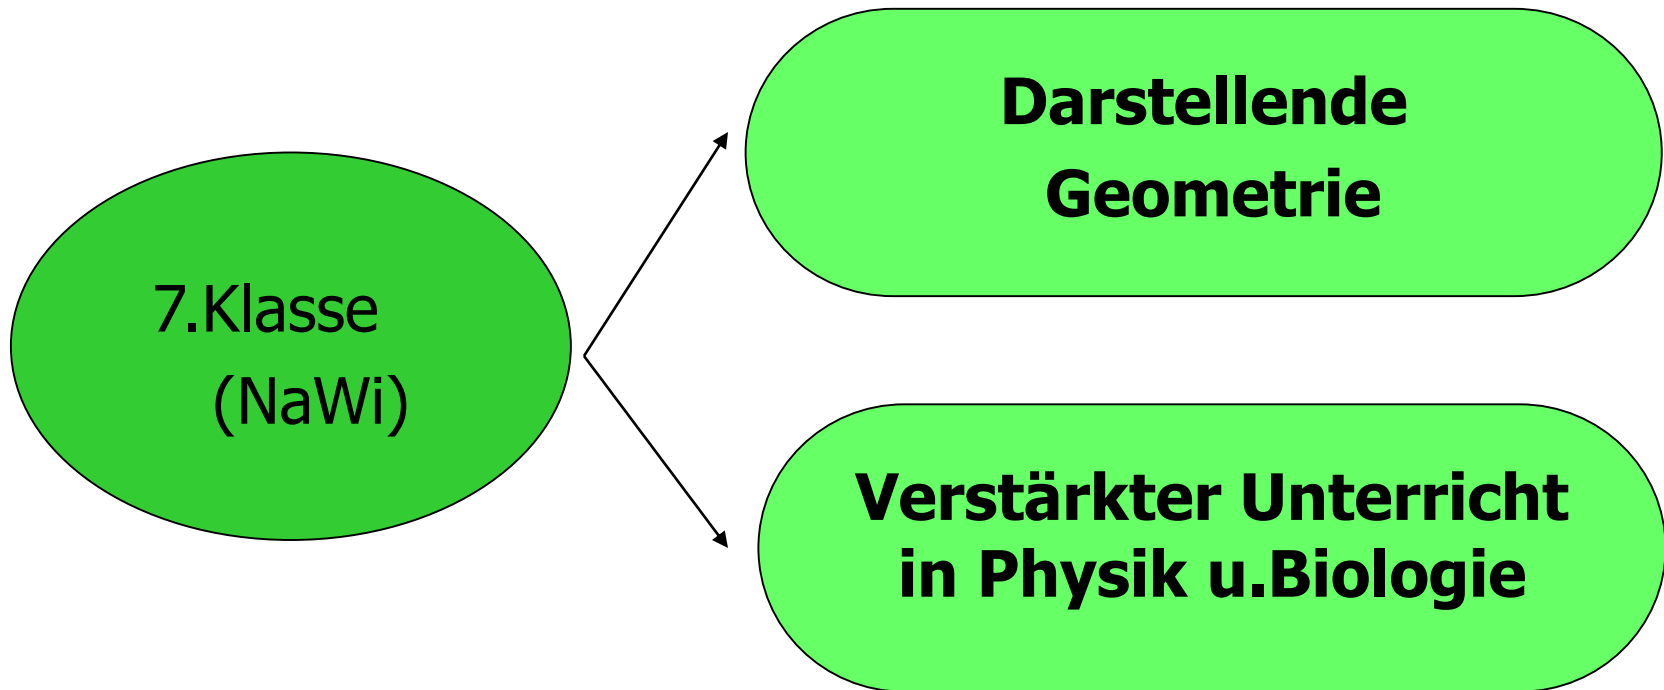 7.Klasse
(NaWi)
Darstellende
Geometrie
Verstärkter Unterricht
in Physik u.Biologie